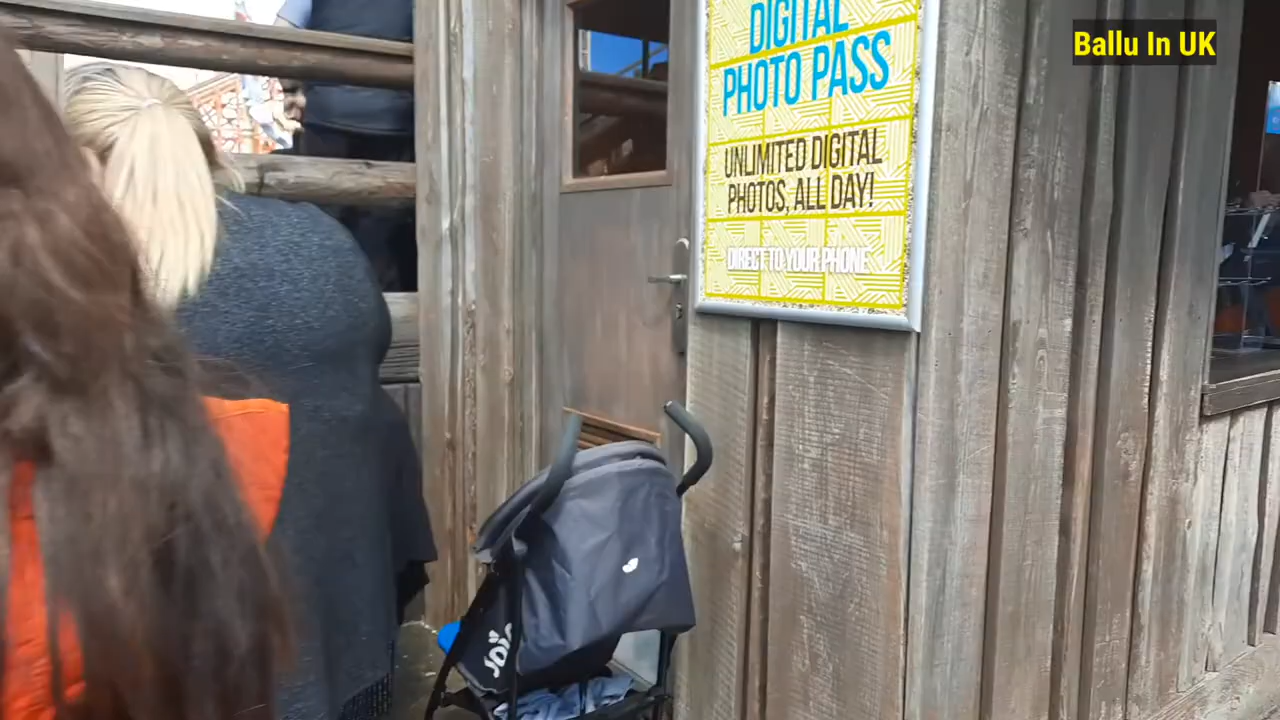 DIGITAL
PHOTO PASS
UNLIMITED DIGITAL
PHOTOS, ALL DAY!
DIRECT TO YOUR PHONE
Ballu In UK
Joie